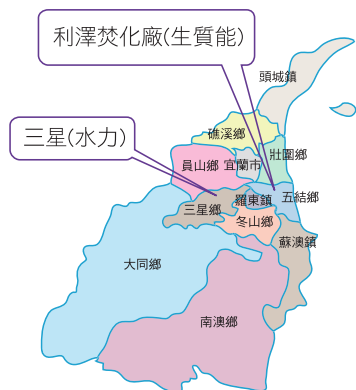 利澤焚化廠(生質能)
頭城鎮
礁溪鄉
三星(水力)
壯圍鄉
員山鄉
宜蘭市
五結鄉
羅東鎮
三星鄉
冬山鄉
蘇澳鎮
大同鄉
南澳鄉